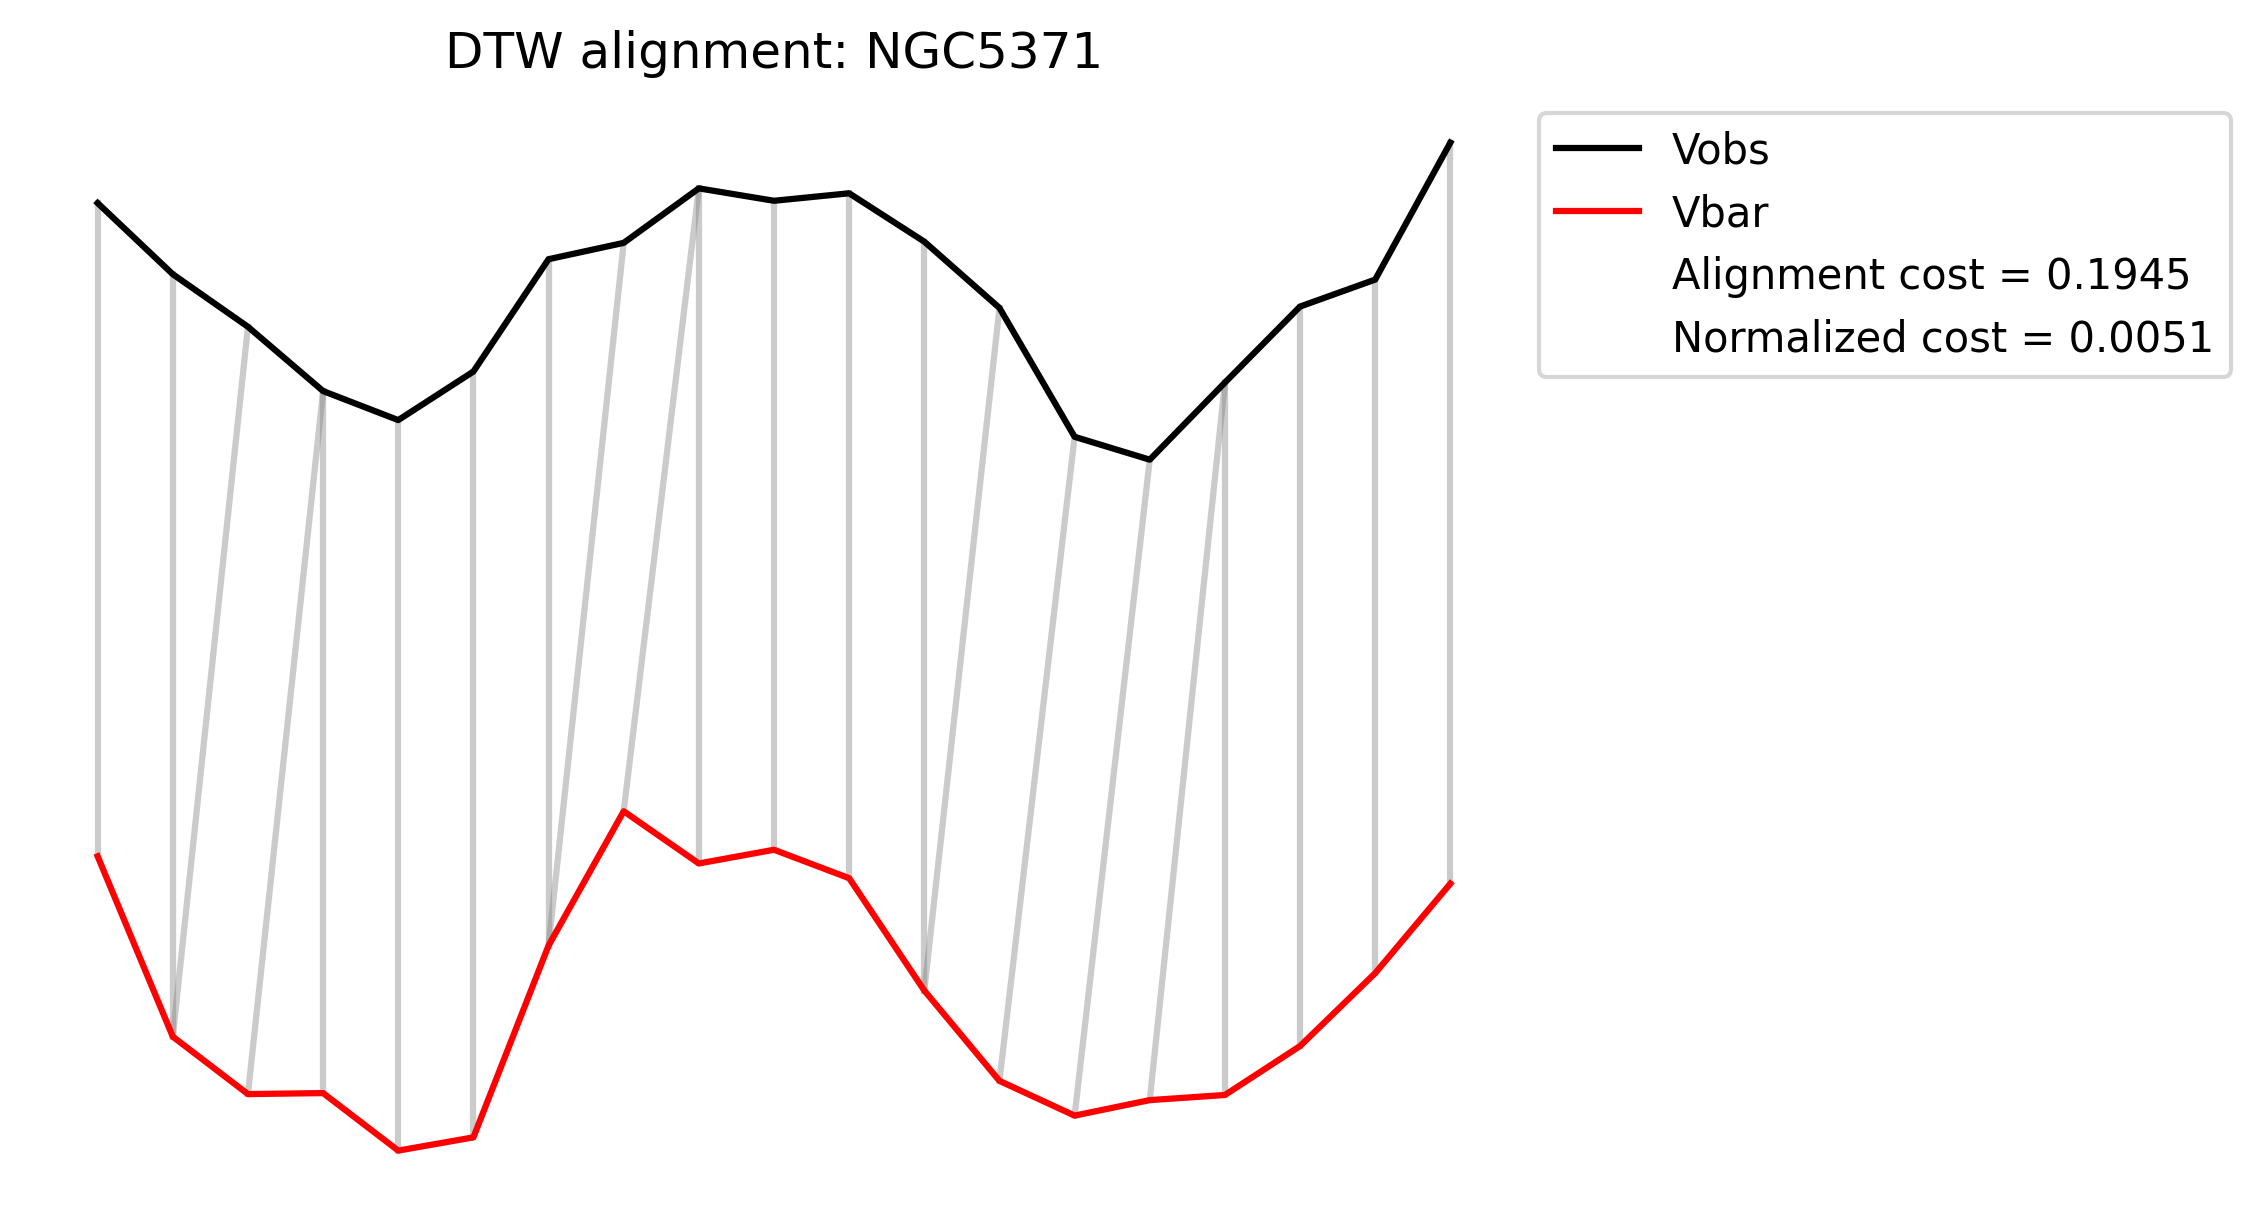 DTW alignment: NGC5371
Vobs
Vbar
Alignment cost = 0.1945
Normalized cost = 0.0051